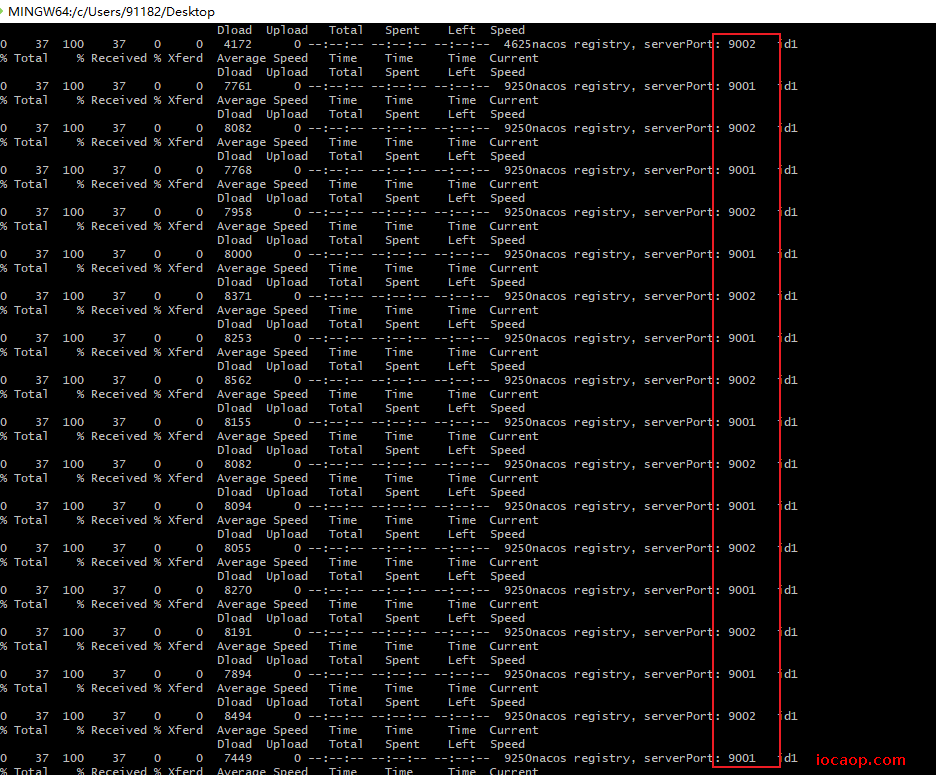 MINGW64:/c/Users/91182/Desktop
Dload Upload Total Spent Left Speed
0 37 100 37 0 0 4172 0 --:--:-- --:--:-- --:--:-- 4625nacos registry, serverPort: 9002 id1
% Total % Received % Xferd Average Speed Time Time Time Current
Dload Upload Total Spent Left Speed
0 37 100 37 0 0 7761 0 --:--:-- --:--:-- --:--:-- 9250nacos registry, serverPort: 9001 id1
% Total % Received % Xferd Average Speed Time Time Time Current
Dload Upload Total Spent Left Speed
0 37 100 37 0 0 8082 0 --:--:-- --:--:-- --:--:-- 9250nacos registry, serverPort: 9002 id1
% Total % Received % Xferd Average Speed Time Time Time Current
Dload Upload Total Spent Left Speed
0 37 100 37 0 0 7768 0 --:--:-- --:--:-- --:--:-- 9250nacos registry, serverPort: 9001 id1
% Total % Received % Xferd Average Speed Time Time Time Current
Dload Upload Total Spent Left Speed
0 37 100 37 0 0 7958 0 --:--:-- --:--:-- --:--:-- 9250nacos registry, serverPort: 9002 id1
% Total % Received % Xferd Average Speed Time Time Time Current
Dload Upload Total Spent Left Speed
0 37 100 37 0 0 8000 0 --:--:-- --:--:-- --:--:-- 9250nacos registry, serverPort: 9001 id1
% Total % Received % Xferd Average Speed Time Time Time Current
Dload Upload Total Spent Left Speed
0 37 100 37 0 0 8371 0 --:--:-- --:--:-- --:--:-- 9250nacos registry, serverPort: 9002 id1
% Total % Received % Xferd Average Speed Time Time Time Current
Dload Upload Total Spent Left Speed
0 37 100 37 0 0 8253 0 --:--:-- --:--:-- --:--:-- 9250nacos registry, serverPort: 9001 id1
% Total % Received % Xferd Average Speed Time Time Time Current
Dload Upload Total Spent Left Speed
0 37 100 37 0 0 8562 0 --:--:-- --:--:-- --:--:-- 9250nacos registry, serverPort: 9002 id1
% Total % Received % Xferd Average Speed Time Time Time Current
Dload Upload Total Spent Left Speed
0 37 100 37 0 0 8155 0 --:--:-- --:--:-- --:--:-- 9250nacos registry, serverPort: 9001 id1
% Total % Received % Xferd Average Speed Time Time Time Current
Dload Upload Total Spent Left Speed
0 37 100 37 0 0 8082 0 --:--:-- --:--:-- --:--:-- 9250nacos registry, serverPort: 9002 id1
% Total % Received % Xferd Average Speed Time Time Time Current
Dload Upload Total Spent Left Speed
0 37 100 37 0 0 8094 0 --:--:-- --:--:-- --:--:-- 9250nacos registry, serverPort: 9001 id1
% Total % Received % Xferd Average Speed Time Time Time Current
Dload Upload Total Spent Left Speed
0 37 100 37 0 0 8055 0 --:--:-- --:--:-- --:--:-- 9250nacos registry, serverPort: 9002 id1
% Total % Received % Xferd Average Speed Time Time Time Current
Dload Upload Total Spent Left Speed
0 37 100 37 0 0 8270 0 --:--:-- --:--:-- --:--:-- 9250nacos registry, serverPort: 9001 id1
% Total % Received % Xferd Average Speed Time Time Time Current
Dload Upload Total Spent Left Speed
0 37 100 37 0 0 8191 0 --:--:-- --:--:-- --:--:-- 9250nacos registry, serverPort: 9002 id1
% Total % Received % Xferd Average Speed Time Time Time Current
Dload Upload Total Spent Left Speed
0 37 100 37 0 0 7894 0 --:--:-- --:--:-- --:--:-- 9250nacos registry, serverPort: 9001 id1
% Total % Received % Xferd Average Speed Time Time Time Current
Dload Upload Total Spent Left Speed
0 37 100 37 0 0 8494 0 --:--:-- --:--:-- --:--:-- 9250nacos registry, serverPort: 9002 id1
% Total % Received % Xferd Average Speed Time Time Time Current
Dload Upload Total Spent Left Speed
0 37 100 37 0 0 7449 0 --:--:-- --:--:-- --:--:-- 9250nacos registry, serverPort: 9001 id1
% Total % Received % Xferd Average Speed Time Time Time Current
iocaop.com